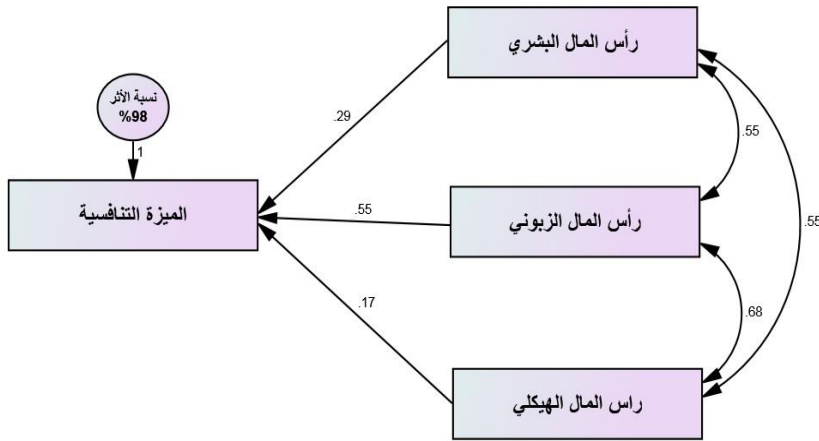 رأس المال البشري
نسبة الأثر
%98
1
.29
.55
.55
الميزة التنافسية
.55
رأس المال الزبوني
.17
.68
راس المال الهيكلي